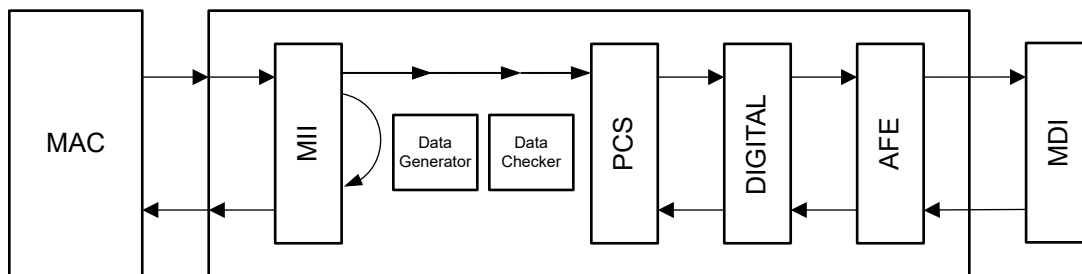 MAC
MII
Data
Generator
Data
Checker
PCS
DIGITAL
AFE
MDI